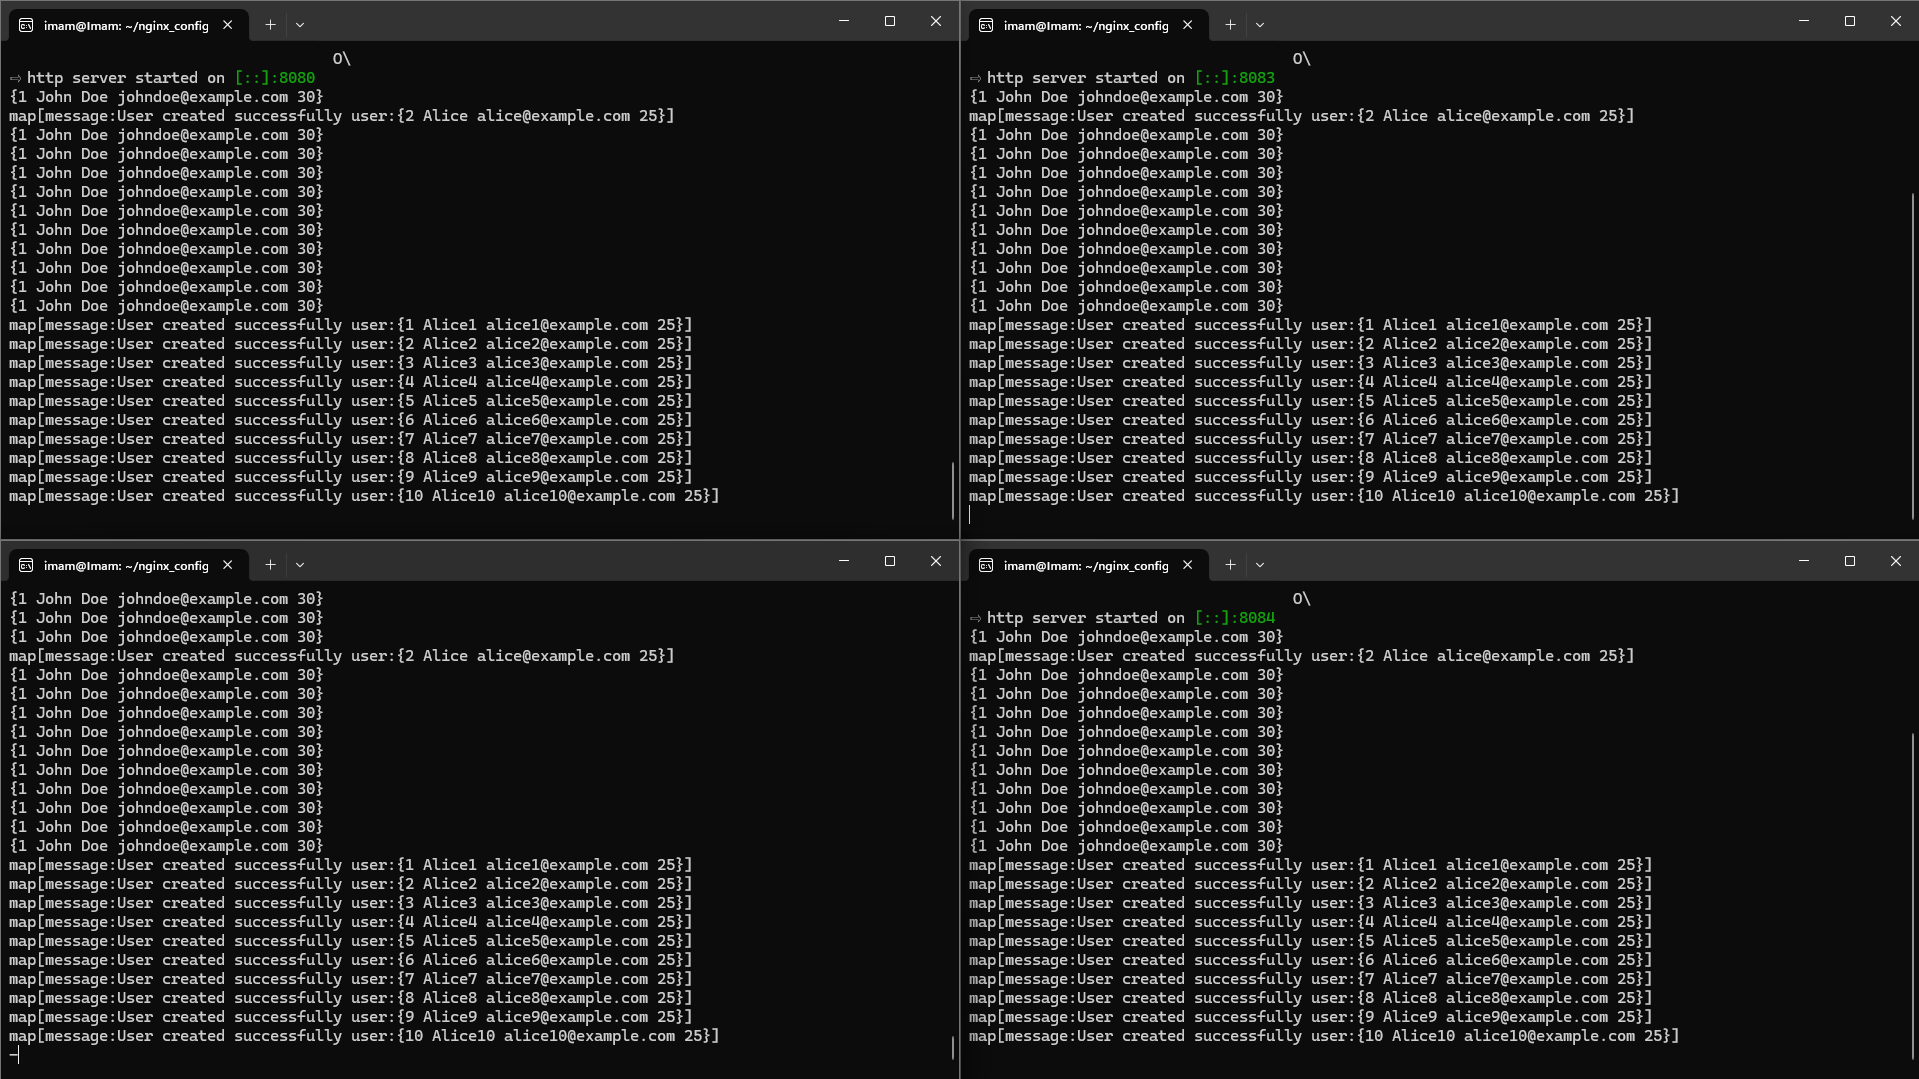 imam@Imam: ~/nginx_config
O\
⇨ http server started on [::]:8080
{1 John Doe johndoe@example.com 30}
map[message:User created successfully user:{2 Alice alice@example.com 25}]
{1 John Doe johndoe@example.com 30}
{1 John Doe johndoe@example.com 30}
{1 John Doe johndoe@example.com 30}
{1 John Doe johndoe@example.com 30}
{1 John Doe johndoe@example.com 30}
{1 John Doe johndoe@example.com 30}
{1 John Doe johndoe@example.com 30}
{1 John Doe johndoe@example.com 30}
{1 John Doe johndoe@example.com 30}
{1 John Doe johndoe@example.com 30}
map[message:User created successfully user:{1 Alice1 alice1@example.com 25}]
map[message:User created successfully user:{2 Alice2 alice2@example.com 25}]
map[message:User created successfully user:{3 Alice3 alice3@example.com 25}]
map[message:User created successfully user:{4 Alice4 alice4@example.com 25}]
map[message:User created successfully user:{5 Alice5 alice5@example.com 25}]
map[message:User created successfully user:{6 Alice6 alice6@example.com 25}]
map[message:User created successfully user:{7 Alice7 alice7@example.com 25}]
map[message:User created successfully user:{8 Alice8 alice8@example.com 25}]
map[message:User created successfully user:{9 Alice9 alice9@example.com 25}]
map[message:User created successfully user:{10 Alice10 alice10@example.com 25}]
imam@Imam: ~/nginx_config
O\
⇨ http server started on [::]:8083
{1 John Doe johndoe@example.com 30}
map[message:User created successfully user:{2 Alice alice@example.com 25}]
{1 John Doe johndoe@example.com 30}
{1 John Doe johndoe@example.com 30}
{1 John Doe johndoe@example.com 30}
{1 John Doe johndoe@example.com 30}
{1 John Doe johndoe@example.com 30}
{1 John Doe johndoe@example.com 30}
{1 John Doe johndoe@example.com 30}
{1 John Doe johndoe@example.com 30}
{1 John Doe johndoe@example.com 30}
{1 John Doe johndoe@example.com 30}
map[message:User created successfully user:{1 Alice1 alice1@example.com 25}]
map[message:User created successfully user:{2 Alice2 alice2@example.com 25}]
map[message:User created successfully user:{3 Alice3 alice3@example.com 25}]
map[message:User created successfully user:{4 Alice4 alice4@example.com 25}]
map[message:User created successfully user:{5 Alice5 alice5@example.com 25}]
map[message:User created successfully user:{6 Alice6 alice6@example.com 25}]
map[message:User created successfully user:{7 Alice7 alice7@example.com 25}]
map[message:User created successfully user:{8 Alice8 alice8@example.com 25}]
map[message:User created successfully user:{9 Alice9 alice9@example.com 25}]
map[message:User created successfully user:{10 Alice10 alice10@example.com 25}]
imam@Imam: ~/nginx_config
{1 John Doe johndoe@example.com 30}
{1 John Doe johndoe@example.com 30}
{1 John Doe johndoe@example.com 30}
map[message:User created successfully user:{2 Alice alice@example.com 25}]
{1 John Doe johndoe@example.com 30}
{1 John Doe johndoe@example.com 30}
{1 John Doe johndoe@example.com 30}
{1 John Doe johndoe@example.com 30}
{1 John Doe johndoe@example.com 30}
{1 John Doe johndoe@example.com 30}
{1 John Doe johndoe@example.com 30}
{1 John Doe johndoe@example.com 30}
{1 John Doe johndoe@example.com 30}
{1 John Doe johndoe@example.com 30}
map[message:User created successfully user:{1 Alice1 alice1@example.com 25}]
map[message:User created successfully user:{2 Alice2 alice2@example.com 25}]
map[message:User created successfully user:{3 Alice3 alice3@example.com 25}]
map[message:User created successfully user:{4 Alice4 alice4@example.com 25}]
map[message:User created successfully user:{5 Alice5 alice5@example.com 25}]
map[message:User created successfully user:{6 Alice6 alice6@example.com 25}]
map[message:User created successfully user:{7 Alice7 alice7@example.com 25}]
map[message:User created successfully user:{8 Alice8 alice8@example.com 25}]
map[message:User created successfully user:{9 Alice9 alice9@example.com 25}]
map[message:User created successfully user:{10 Alice10 alice10@example.com 25}]
imam@Imam: ~/nginx_config
O\
⇨ http server started on [::]:8084
{1 John Doe johndoe@example.com 30}
map[message:User created successfully user:{2 Alice alice@example.com 25}]
{1 John Doe johndoe@example.com 30}
{1 John Doe johndoe@example.com 30}
{1 John Doe johndoe@example.com 30}
{1 John Doe johndoe@example.com 30}
{1 John Doe johndoe@example.com 30}
{1 John Doe johndoe@example.com 30}
{1 John Doe johndoe@example.com 30}
{1 John Doe johndoe@example.com 30}
{1 John Doe johndoe@example.com 30}
{1 John Doe johndoe@example.com 30}
map[message:User created successfully user:{1 Alice1 alice1@example.com 25}]
map[message:User created successfully user:{2 Alice2 alice2@example.com 25}]
map[message:User created successfully user:{3 Alice3 alice3@example.com 25}]
map[message:User created successfully user:{4 Alice4 alice4@example.com 25}]
map[message:User created successfully user:{5 Alice5 alice5@example.com 25}]
map[message:User created successfully user:{6 Alice6 alice6@example.com 25}]
map[message:User created successfully user:{7 Alice7 alice7@example.com 25}]
map[message:User created successfully user:{8 Alice8 alice8@example.com 25}]
map[message:User created successfully user:{9 Alice9 alice9@example.com 25}]
map[message:User created successfully user:{10 Alice10 alice10@example.com 25}]